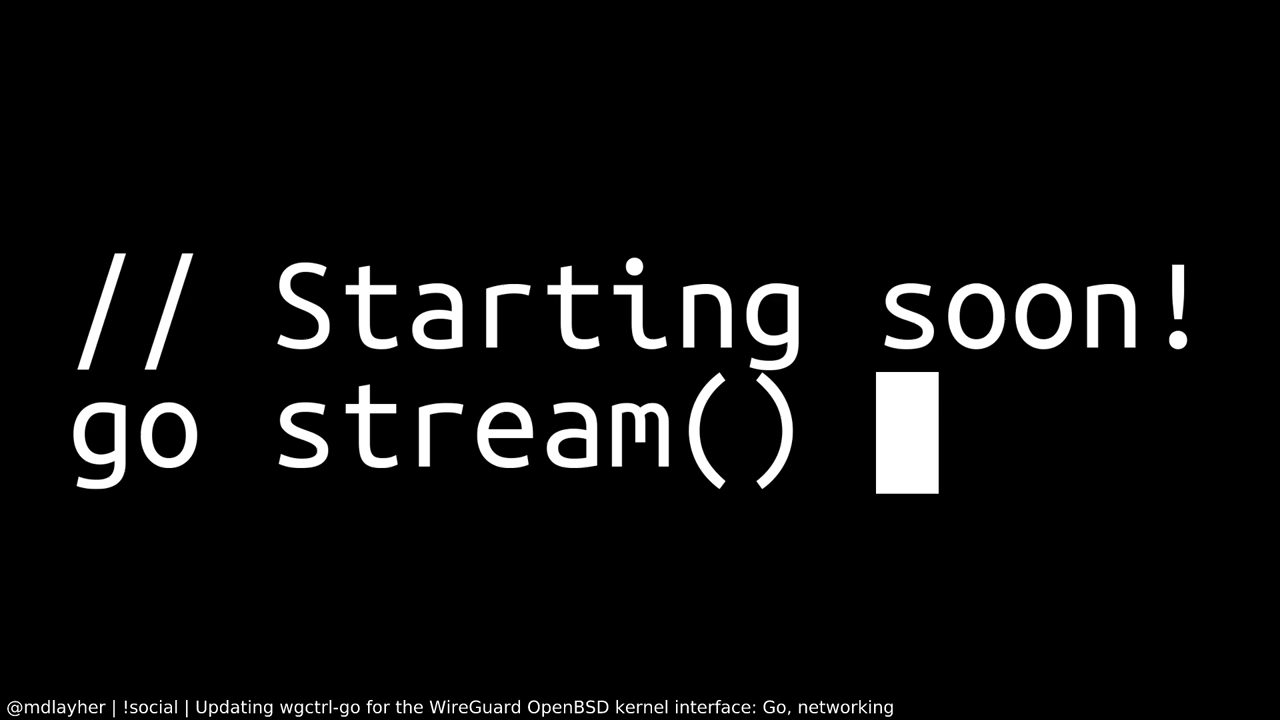 // Starting soon!
go stream()
@mdlayher | !social | Updating wgctrl-go for the WireGuard OpenBSD kernel interface: Go, networking